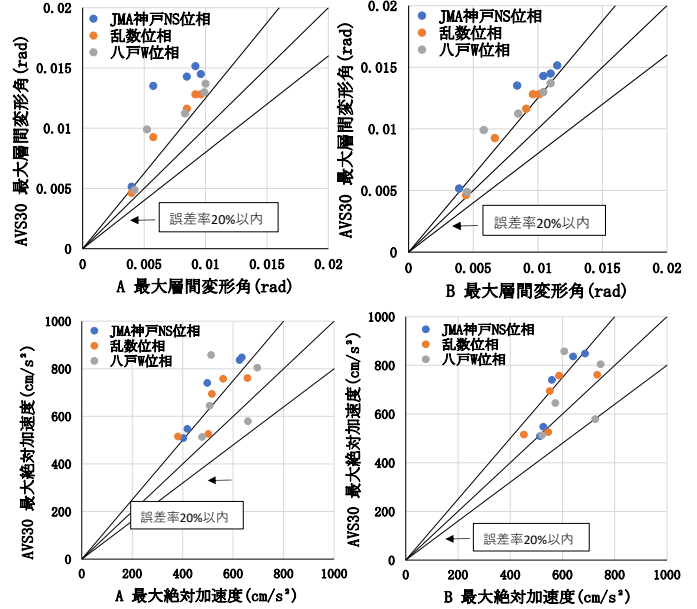 0.02
0.015
0.01
0.005
0
AVS30 最大層間変形角(rad)
JMA神戸NS位相
乱数位相
八戸W位相
誤差率20%以内
0 0.005 0.01 0.015 0.02
A 最大層間変形角(rad)
0.02
0.015
0.01
0.005
0
AVS30 最大層間変形角(rad)
JMA神戸NS位相
乱数位相
八戸W位相
誤差率20%以内
0 0.005 0.01 0.015 0.02
B 最大層間変形角(rad)
1000
800
600
400
200
0
AVS30 最大絶対加速度(cm/s²)
JMA神戸NS位相
乱数位相
八戸W位相
誤差率20%以内
0 200 400 600 800 1000
A 最大絶対加速度(cm/s²)
1000
800
600
400
200
0
AVS30 最大絶対加速度(cm/s²)
JMA神戸NS位相
乱数位相
八戸W位相
誤差率20%以内
0 200 400 600 800 1000
B 最大絶対加速度(cm/s²)